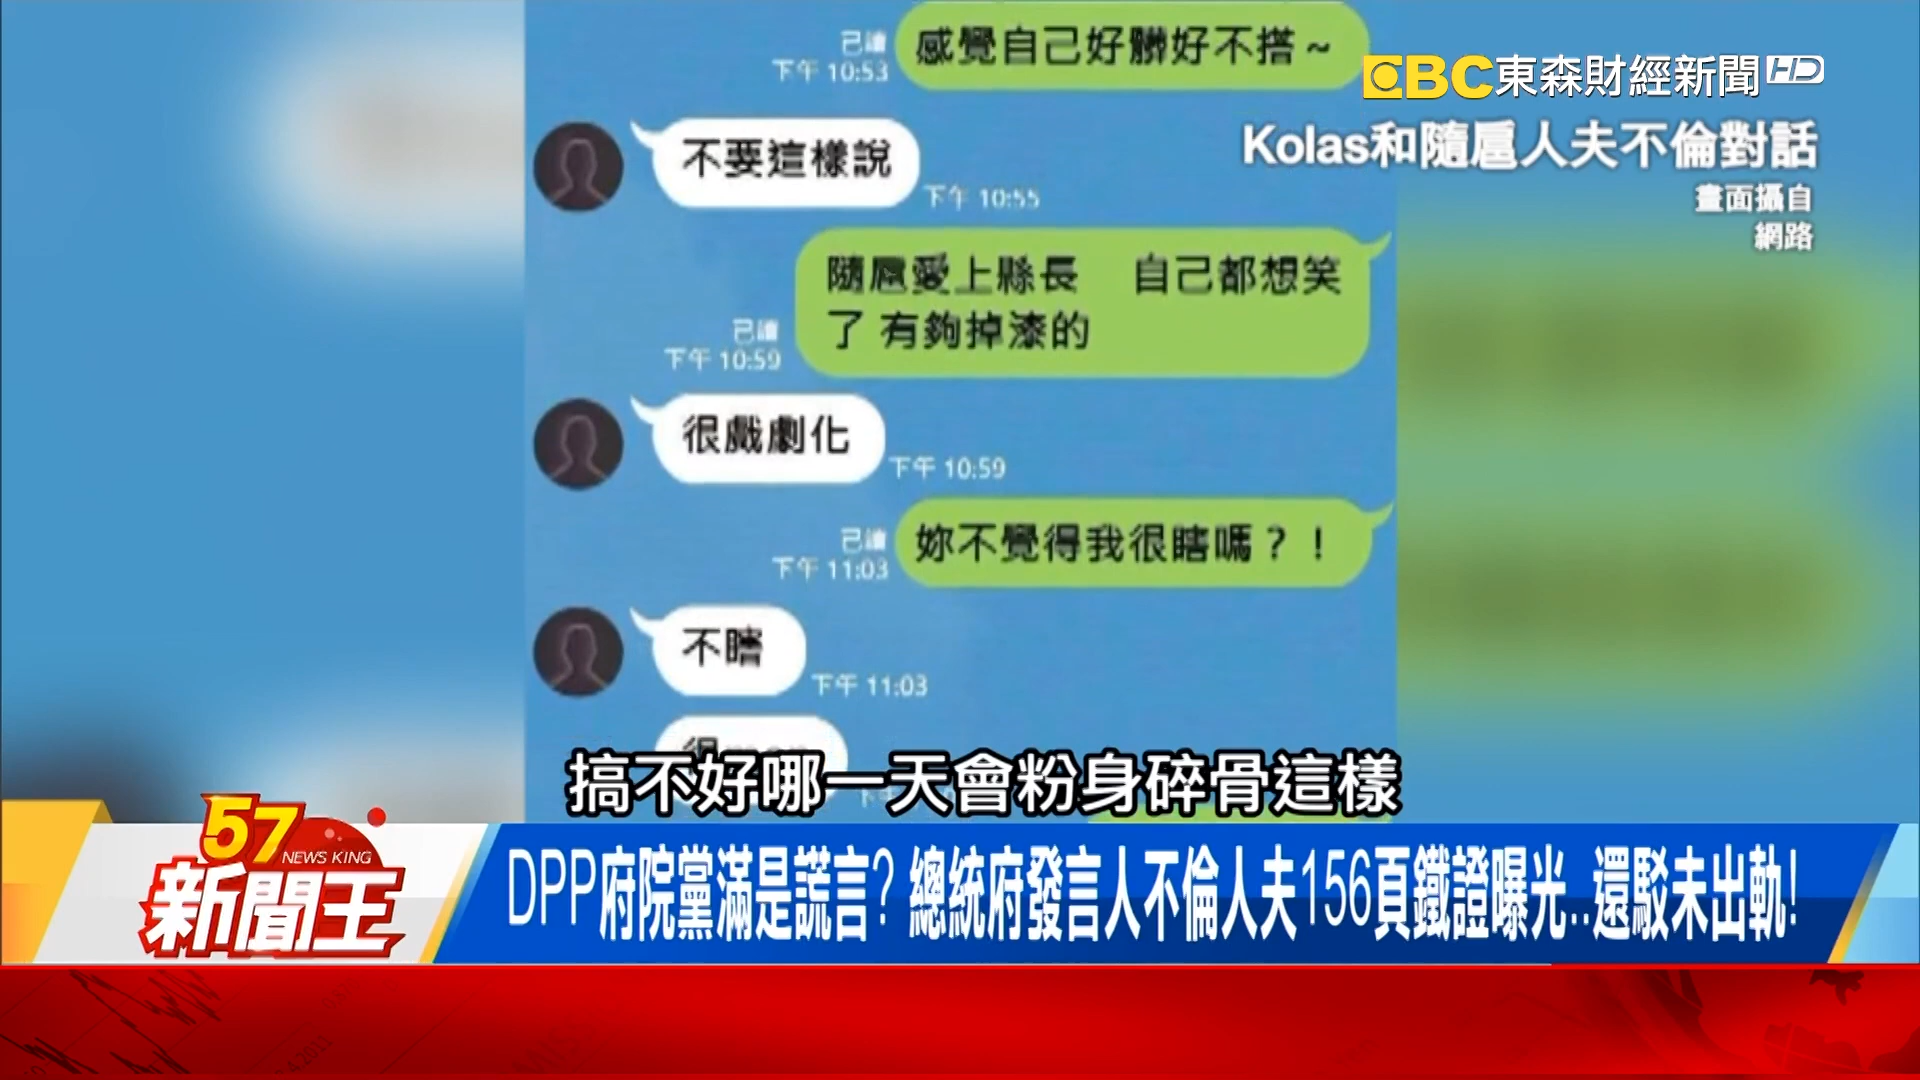 已讀
下午 10:53
感覺自己好髒好不搭~
EBC東森財經新聞HD
Kolas和隨扈人夫不倫對話
畫面攝自
網路
不要這樣說
下午 10:55
隨扈愛上縣長 自己都想笑
了 有夠掉漆的
已讀
下午 10:59
很戲劇化
下午 10:59
已讀
下午 11:03
妳不覺得我很瞎嗎？！
不瞎
下午 11:03
搞不好哪一天會粉身碎骨這樣
57
NEWS KING
新聞王
DPP府院黨滿是謊言? 總統府發言人不倫人夫156頁鐵證曝光..還駁未出軌!